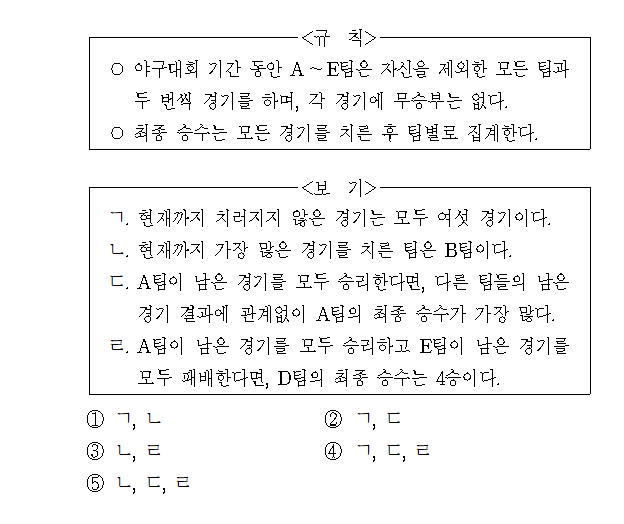 <규 칙>
○ 야구대회 기간 동안 A ~ E팀은 자신을 제외한 모든 팀과
두 번씩 경기를 하며, 각 경기에 무승부는 없다.
○ 최종 승수는 모든 경기를 치른 후 팀별로 집계한다.
<보 기>
ㄱ. 현재까지 치러지지 않은 경기는 모두 여섯 경기이다.
ㄴ. 현재까지 가장 많은 경기를 치른 팀은 B팀이다.
ㄷ. A팀이 남은 경기를 모두 승리한다면, 다른 팀들의 남은
경기 결과에 관계없이 A팀의 최종 승수가 가장 많다.
ㄹ. A팀이 남은 경기를 모두 승리하고 E팀이 남은 경기를
모두 패배한다면, D팀의 최종 승수는 4승이다.
① ㄱ, ㄴ ② ㄱ, ㄷ
③ ㄴ, ㄹ ④ ㄱ, ㄷ, ㄹ
⑤ ㄴ, ㄷ, ㄹ